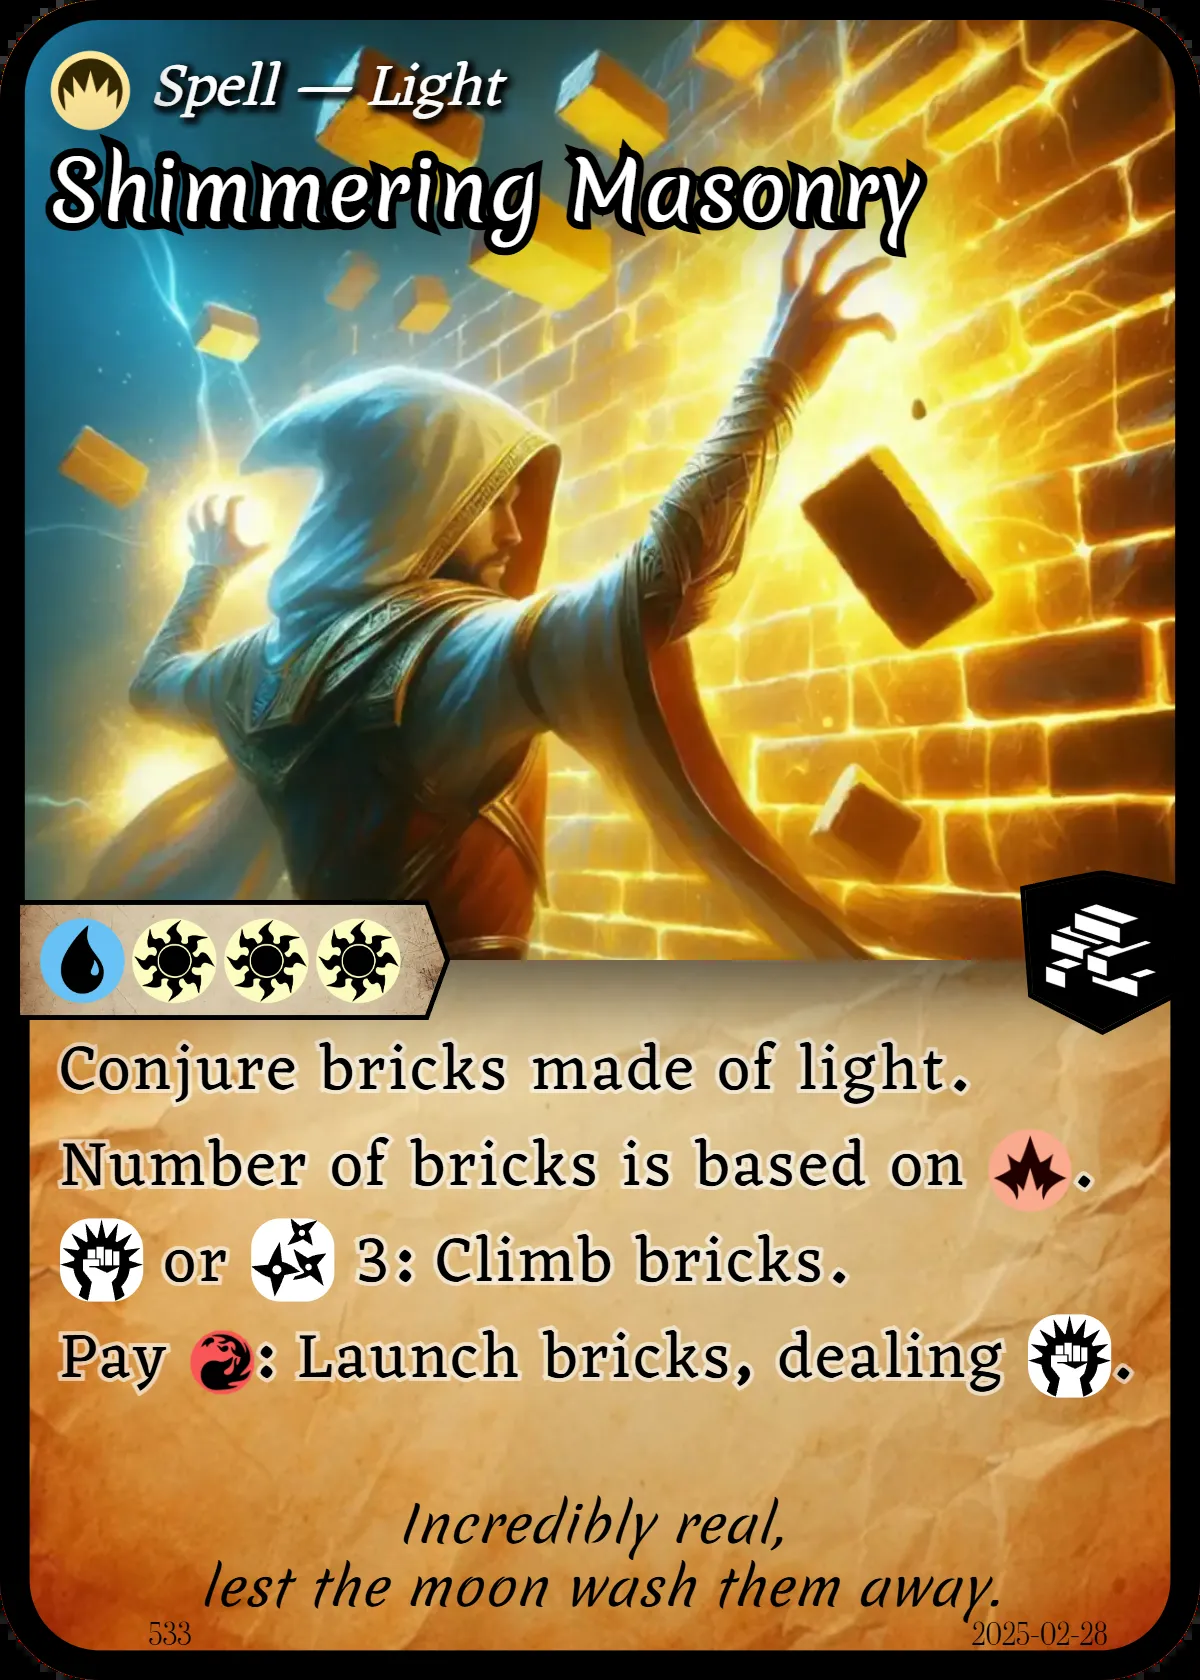 Spell — Light
Shimmering Masonry
Conjure bricks made of light.
Number of bricks is based on .
or 3: Climb bricks.
Pay : Launch bricks, dealing .
Incredibly real,
lest the moon wash them away.
533
2025-02-28